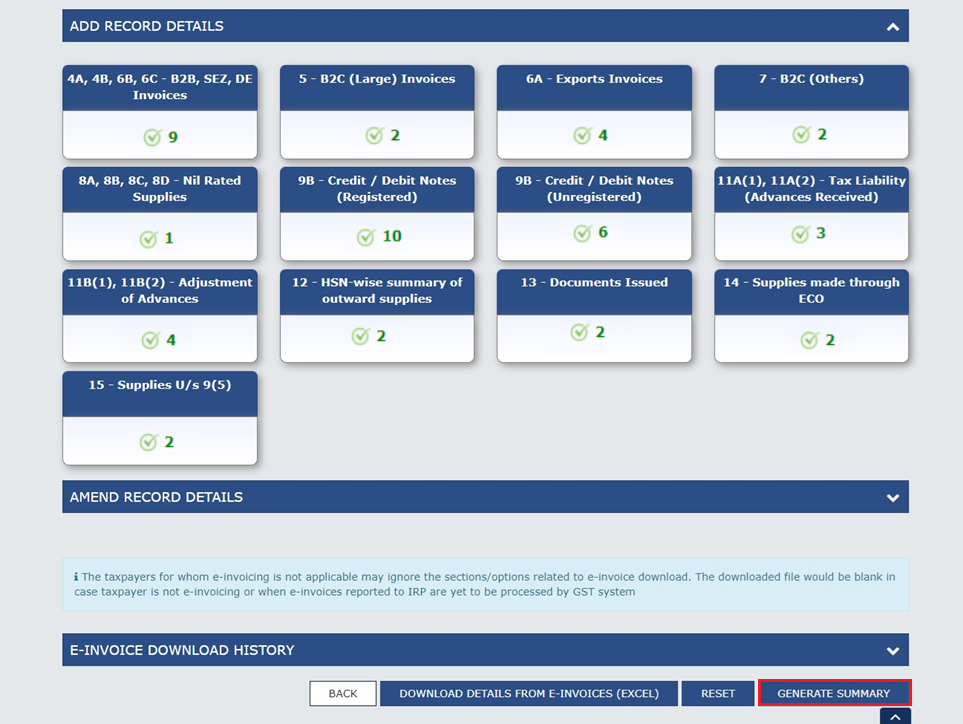 ADD RECORD DETAILS
4A, 4B, 6B, 6C - B2B, SEZ, DE
Invoices
9
5 - B2C (Large) Invoices
2
6A - Exports Invoices
4
7 - B2C (Others)
2
8A, 8B, 8C, 8D - Nil Rated
Supplies
1
9B - Credit / Debit Notes
(Registered)
10
9B - Credit / Debit Notes
(Unregistered)
6
11A(1), 11A(2) - Tax Liability
(Advances Received)
3
11B(1), 11B(2) - Adjustment
of Advances
4
12 - HSN-wise summary of
outward supplies
2
13 - Documents Issued
2
14 - Supplies made through
ECO
2
15 - Supplies U/s 9(5)
2
AMEND RECORD DETAILS
i The taxpayers for whom e-invoicing is not applicable may ignore the sections/options related to e-invoice download. The downloaded file would be blank in
case taxpayer is not e-invoicing or when e-invoices reported to IRP are yet to be processed by GST system
E-INVOICE DOWNLOAD HISTORY
BACK
DOWNLOAD DETAILS FROM E-INVOICES (EXCEL)
RESET
GENERATE SUMMARY